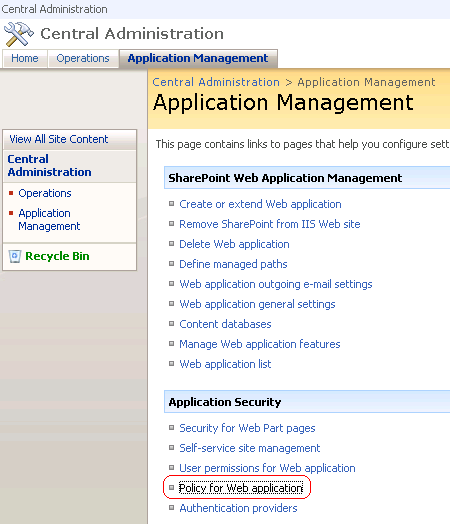 Central Administration
Central Administration
Home
Operations
Application Management
Central Administration > Application Management
Application Management
View All Site Content
Central
Administration
Operations
Application
Management
Recycle Bin
This page contains links to pages that help you configure sett
SharePoint Web Application Management
Create or extend Web application
Remove SharePoint from IIS Web site
Delete Web application
Define managed paths
Web application outgoing e-mail settings
Web application general settings
Content databases
Manage Web application features
Web application list
Application Security
Security for Web Part pages
Self-service site management
User permissions for Web application
Policy for Web application
Authentication providers